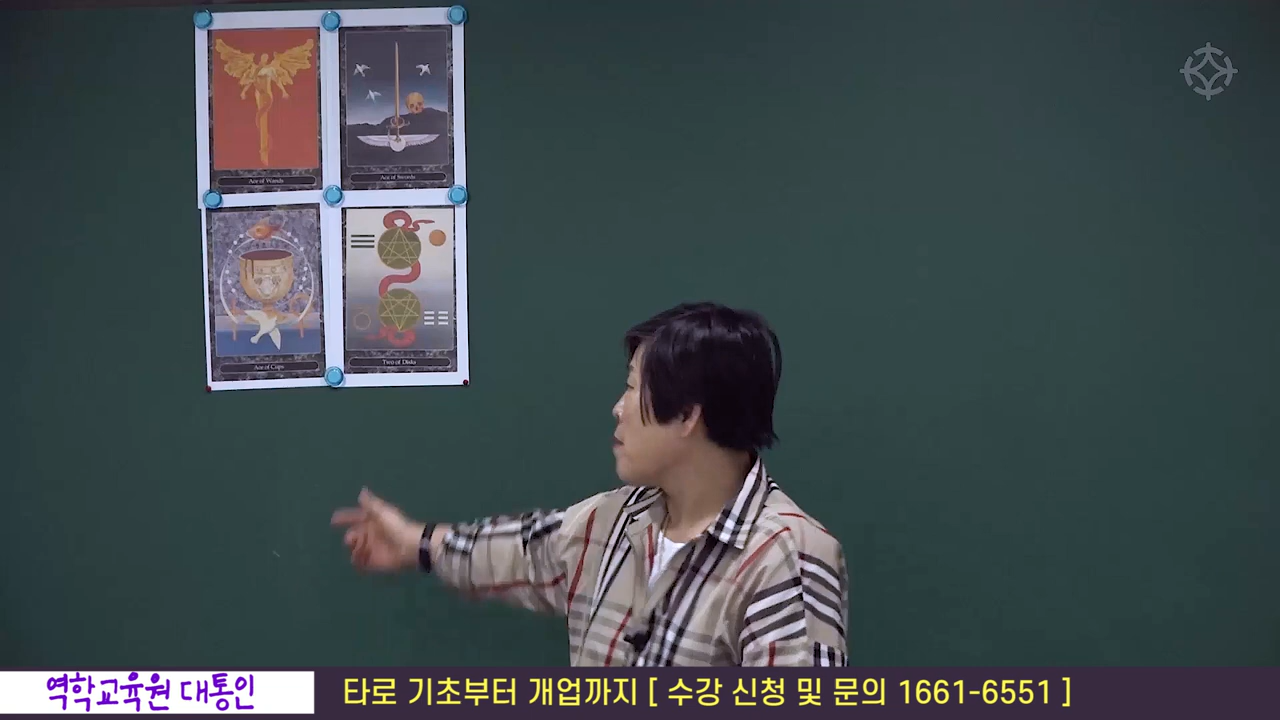 Ace of Wands
Ace of Swords
Ace of Cups
Two of Disks
역학교육원 대통인
타로 기초부터 개업까지 [ 수강 신청 및 문의 1661-6551 ]